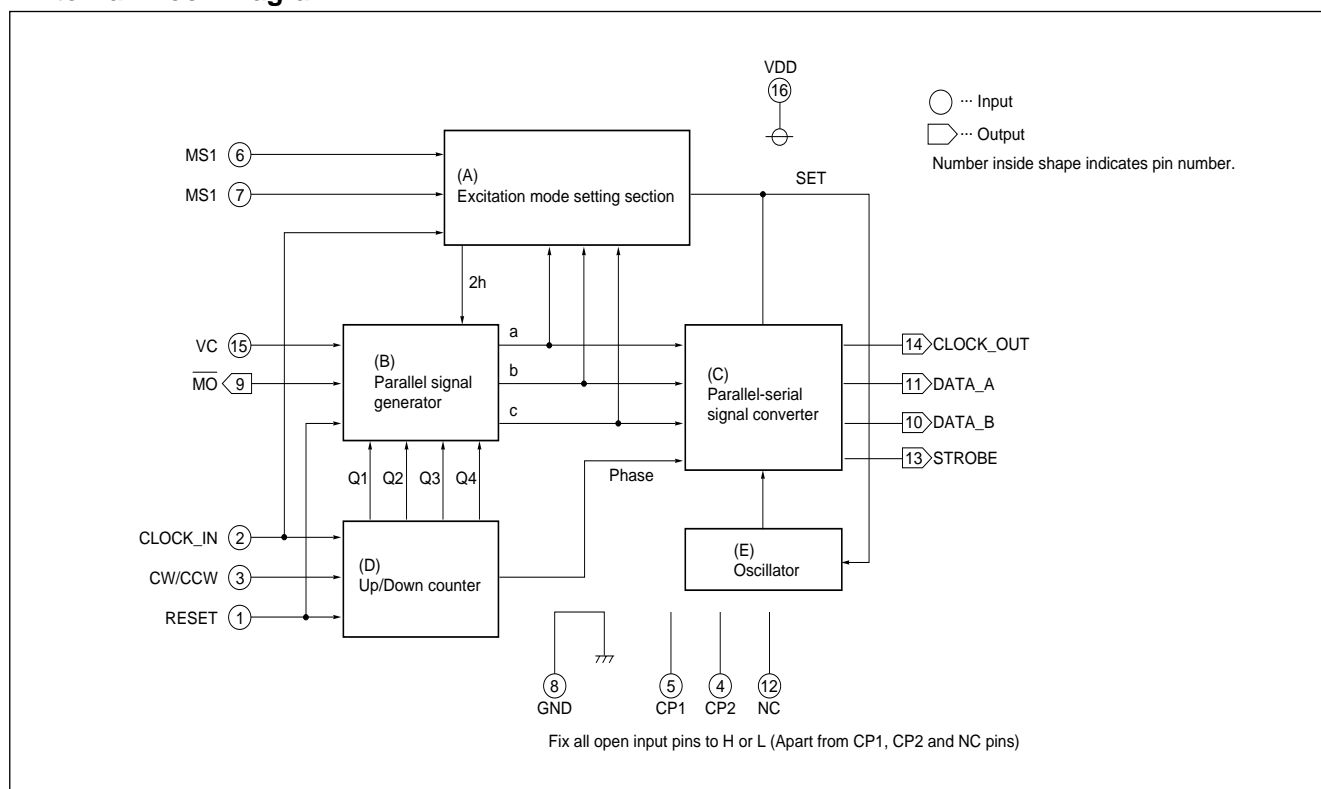 VDD
16
··· Input
··· Output
Number inside shape indicates pin number.
MS1 6
MS1 7
(A)
Excitation mode setting section
SET
2h
VC 15
MO 9
(B)
Parallel signal
generator
a
b
c
(C)
Parallel-serial
signal converter
14 CLOCK_OUT
11 DATA_A
10 DATA_B
13 STROBE
Q1 Q2 Q3 Q4
Phase
CLOCK_IN 2
CW/CCW 3
RESET 1
(D)
Up/Down counter
(E)
Oscillator
8
GND
5
CP1
4
CP2
12
NC
Fix all open input pins to H or L (Apart from CP1, CP2 and NC pins)